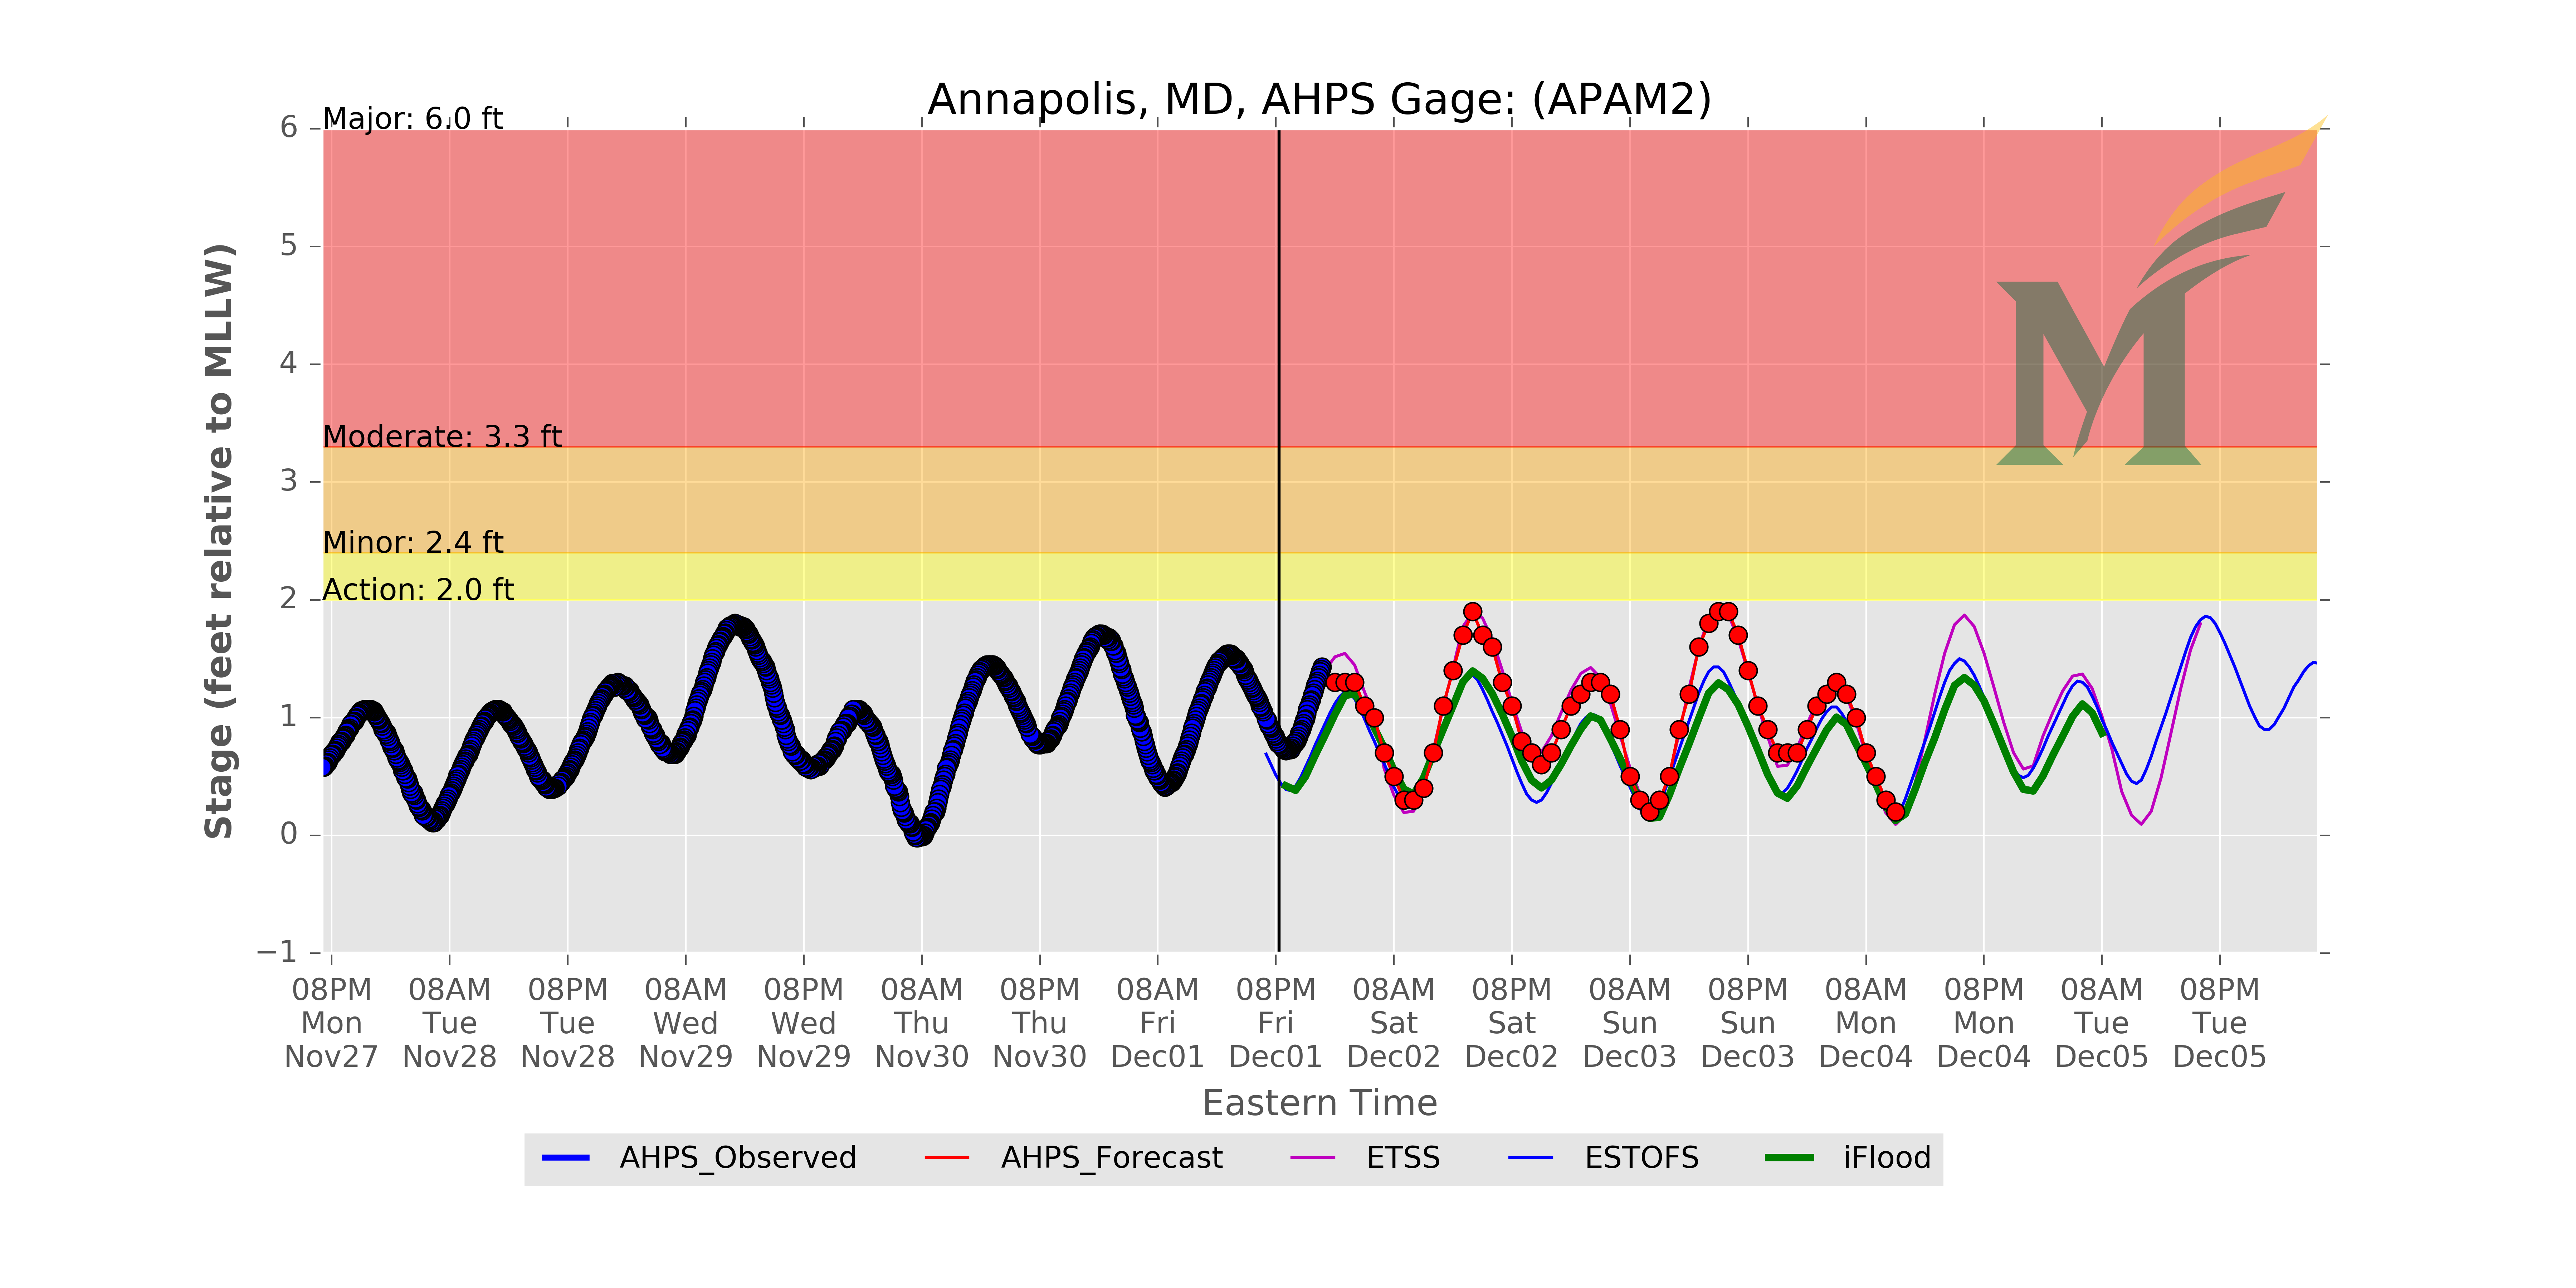 Annapolis, MD, AHPS Gage: (APAM2)
Major: 6.0 ft
Moderate: 3.3 ft
Minor: 2.4 ft
Action: 2.0 ft
6
5
4
3
2
1
0
−1
Stage (feet relative to MLLW)
08PM 08AM 08PM 08AM 08PM 08AM 08PM 08AM 08PM 08AM 08PM 08AM 08PM 08AM 08PM 08AM 08PM
Mon Tue Tue Wed Wed Thu Thu Fri Fri Sat Sat Sun Sun Mon Mon Tue Tue
Nov27 Nov28 Nov28 Nov29 Nov29 Nov30 Nov30 Dec01 Dec01 Dec02 Dec02 Dec03 Dec03 Dec04 Dec04 Dec05 Dec05
Eastern Time
AHPS_Observed AHPS_Forecast ETSS ESTOFS iFlood
M